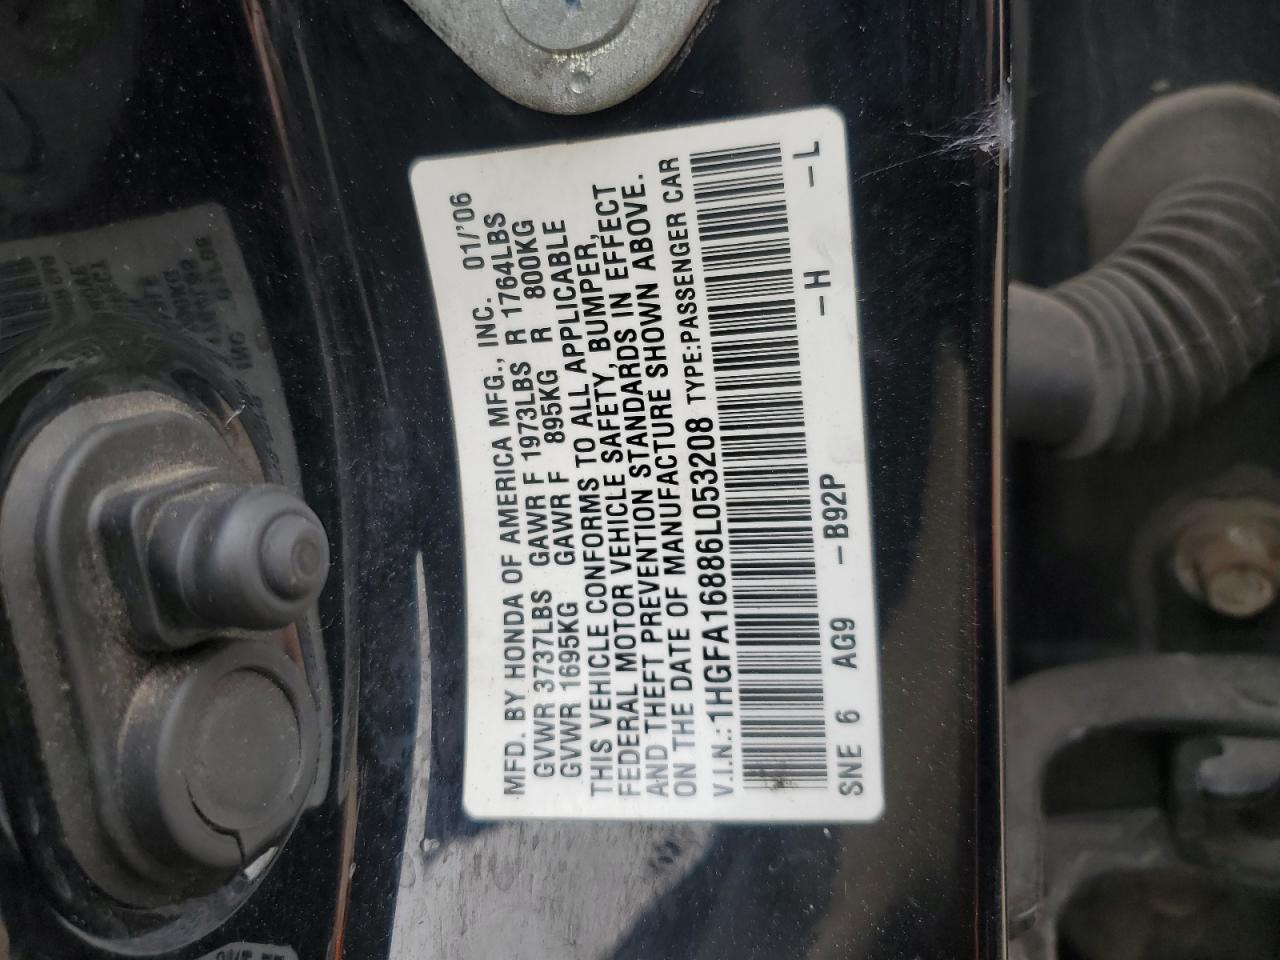 MFD. BY HONDA OF AMERICA MFG., INC. 01/'06
GVWR 3737LBS GAWR F 1973LBS R 1764LBS
GVWR 1695KG GAWR F 895KG R 800KG
THIS VEHICLE CONFORMS TO ALL APPLICABLE
FEDERAL MOTOR VEHICLE SAFETY, BUMPER,
AND THEFT PREVENTION STANDARDS IN EFFECT
ON THE DATE OF MANUFACTURE SHOWN ABOVE.
V.I.N.:1HGFA16886L053208 TYPE:PASSENGER CAR
SNE 6 AG9 –B92P –H –L